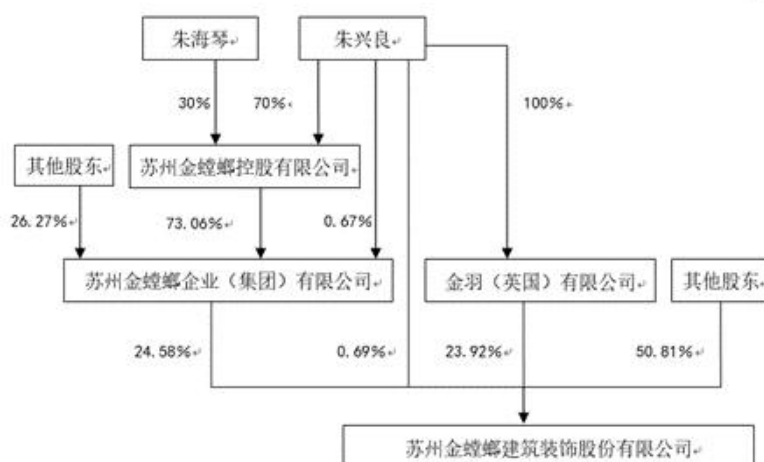 朱海琴
朱兴良
30%
70%
100%
其他股东
苏州金螳螂控股有限公司
26.27%
73.06%
0.67%
苏州金螳螂企业（集团）有限公司
金羽（英国）有限公司
其他股东
24.58%
0.69%
23.92%
50.81%
苏州金螳螂建筑装饰股份有限公司